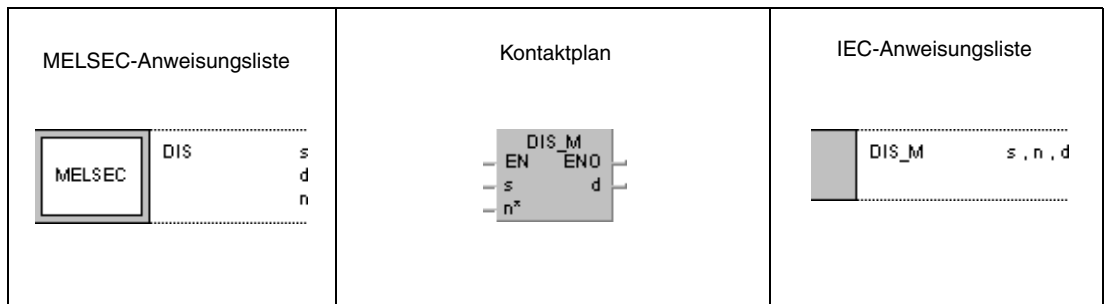 MELSEC-Anweisungsliste
MELSEC
DIS s
d
n
Kontaktplan
DIS_M
EN ENO
s d
n*
IEC-Anweisungsliste
DIS_M s , n , d